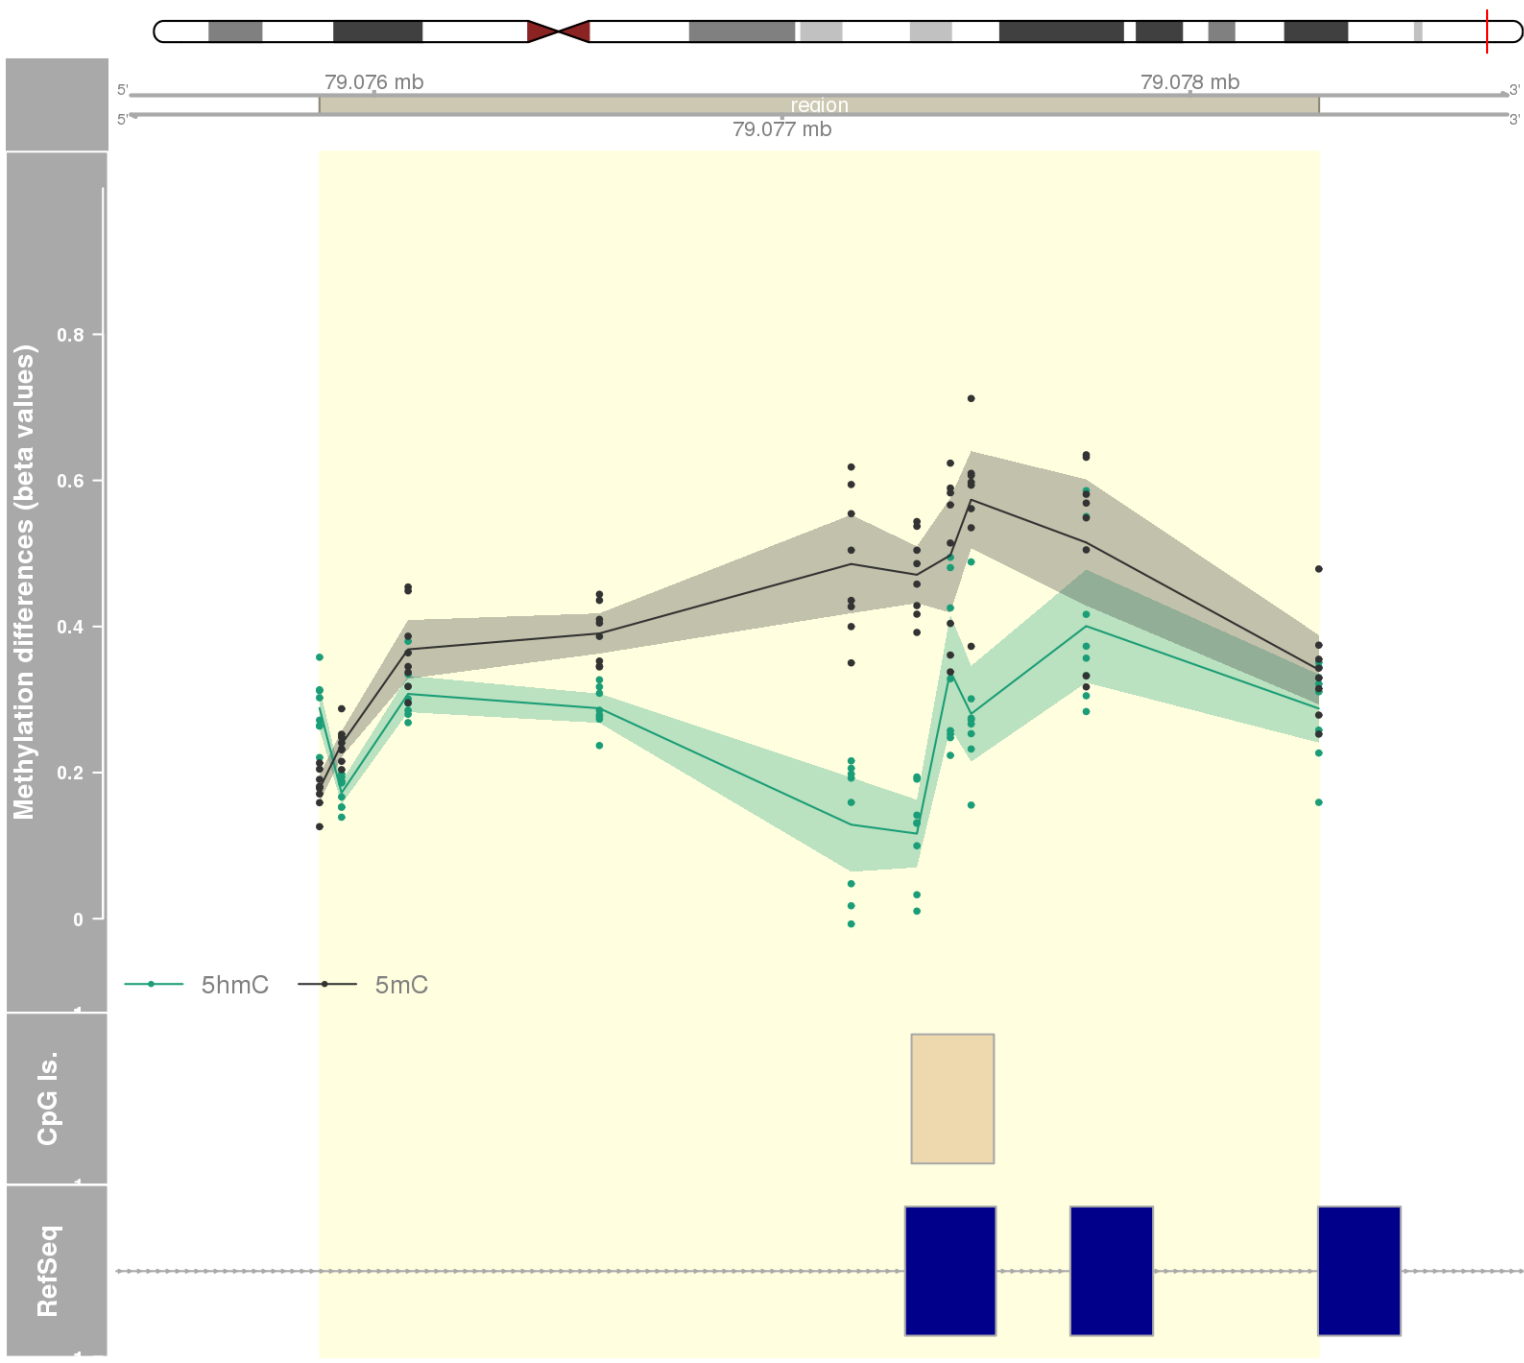 79.076 mb
79.078 mb
5'
3'
region
5'
3'
79.077 mb
Methylation differences (beta values)
0.8
0.6
0.4
0.2
0
5hmC
5mC
CpG Is.
RefSeq